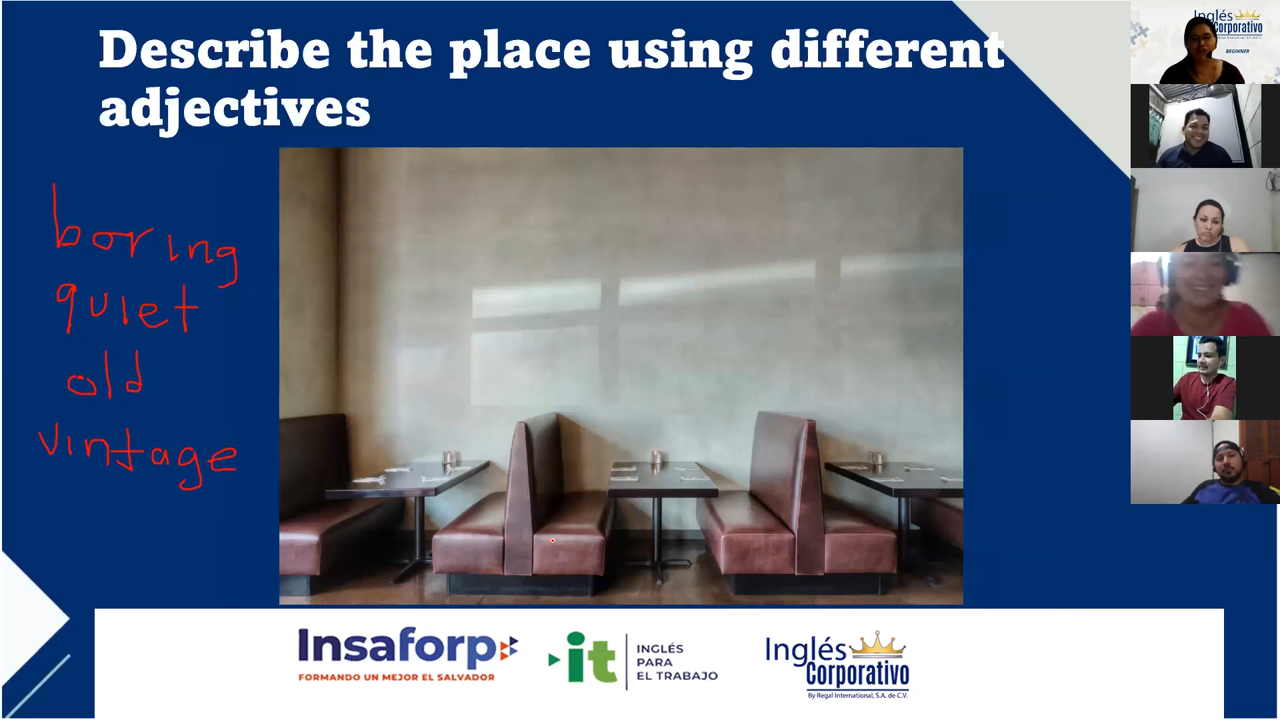 Describe the place using different
adjectives
boring
quiet
old
vintage
Insaforp
FORMANDO UN MEJOR EL SALVADOR
it
INGLÉS
PARA
EL TRABAJO
Inglés
Corporativo
By Regal International, S.A. de C.V.
Inglés
Corporativo
BEGINNER